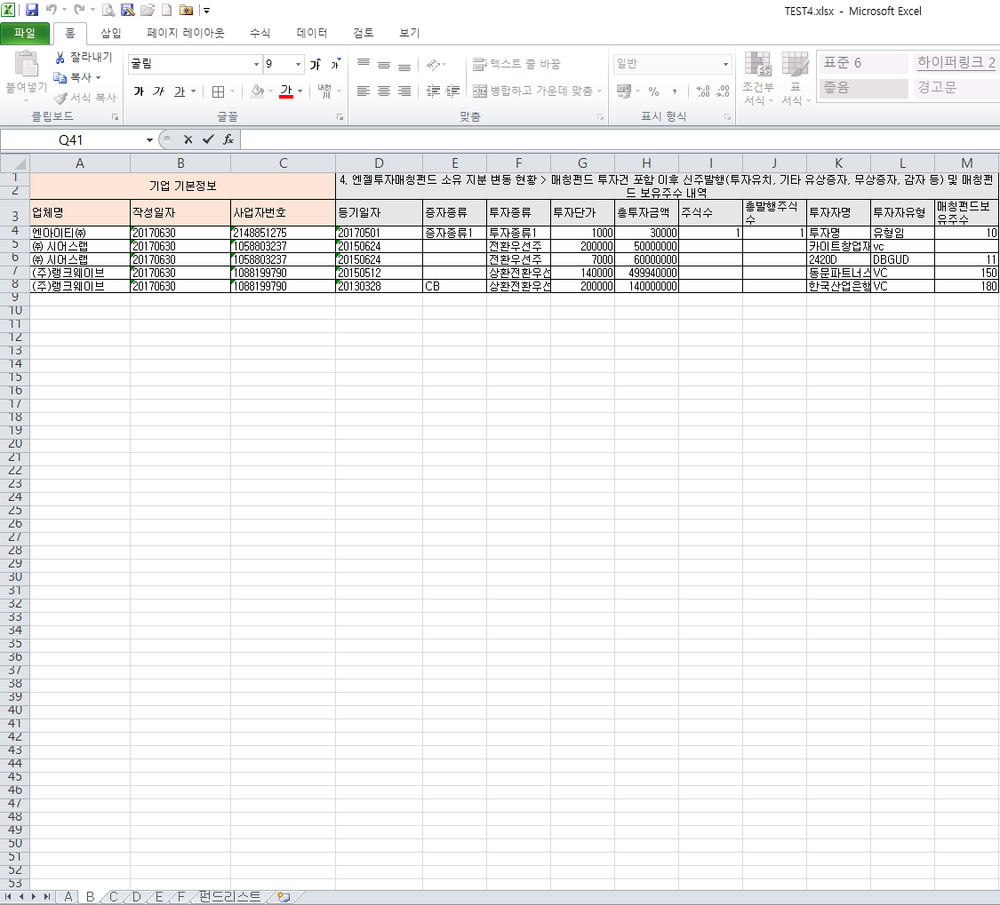 TEST4.xlsx - Microsoft Excel
파일 홈 삽입 페이지 레이아웃 수식 데이터 검토 보기
붙여넣기 잘라내기 복사 서식 복사 클립보드
굴림 9 가 가 가 가 가 가 내천 글꼴
텍스트 줄 바꿈 병합하고 가운데 맞춤 맞춤
일반 % , 표시 형식
조건부 서식 표 서식 표준 6 하이퍼링크 2 좋음 경고문
Q41 fx
A B C D E F G H I J K L M
1 기업 기본정보 4. 엔젤투자매칭펀드 소유 지분 변동 현황 > 매칭펀드 투자건 포함 이후 신주발행(투자유치, 기타 유상증자, 무상증자, 감자 등) 및 매칭펀
2 드 보유주수 내역
3 업체명 작성일자 사업자번호 등기일자 증자종류 투자종류 투자단가 총투자금액 주식수 총발행주식수 투자자명 투자자유형 매칭펀드보유주수
4 엔아이티㈜ 20170630 2148851275 20170501 증자종류1 투자종류1 1000 30000 1 1 투자명 유형임 10
5 ㈜ 시어스랩 20170630 1058803237 20150624 전환우선주 200000 50000000 카이트창업자 vc
6 ㈜ 시어스랩 20170630 1058803237 20150624 전환우선주 7000 60000000 2420D DBGUD 11
7 (주)랭크웨이브 20170630 1088199790 20150512 상환전환우선 140000 499940000 동문파트너스 VC 150
8 (주)랭크웨이브 20170630 1088199790 20130328 CB 상환전환우선 200000 140000000 한국산업은행 VC 180
9
10
11
12
13
14
15
16
17
18
19
20
21
22
23
24
25
26
27
28
29
30
31
32
33
34
35
36
37
38
39
40
41
42
43
44
45
46
47
48
49
50
51
52
53
A B C D E F 펀드리스트